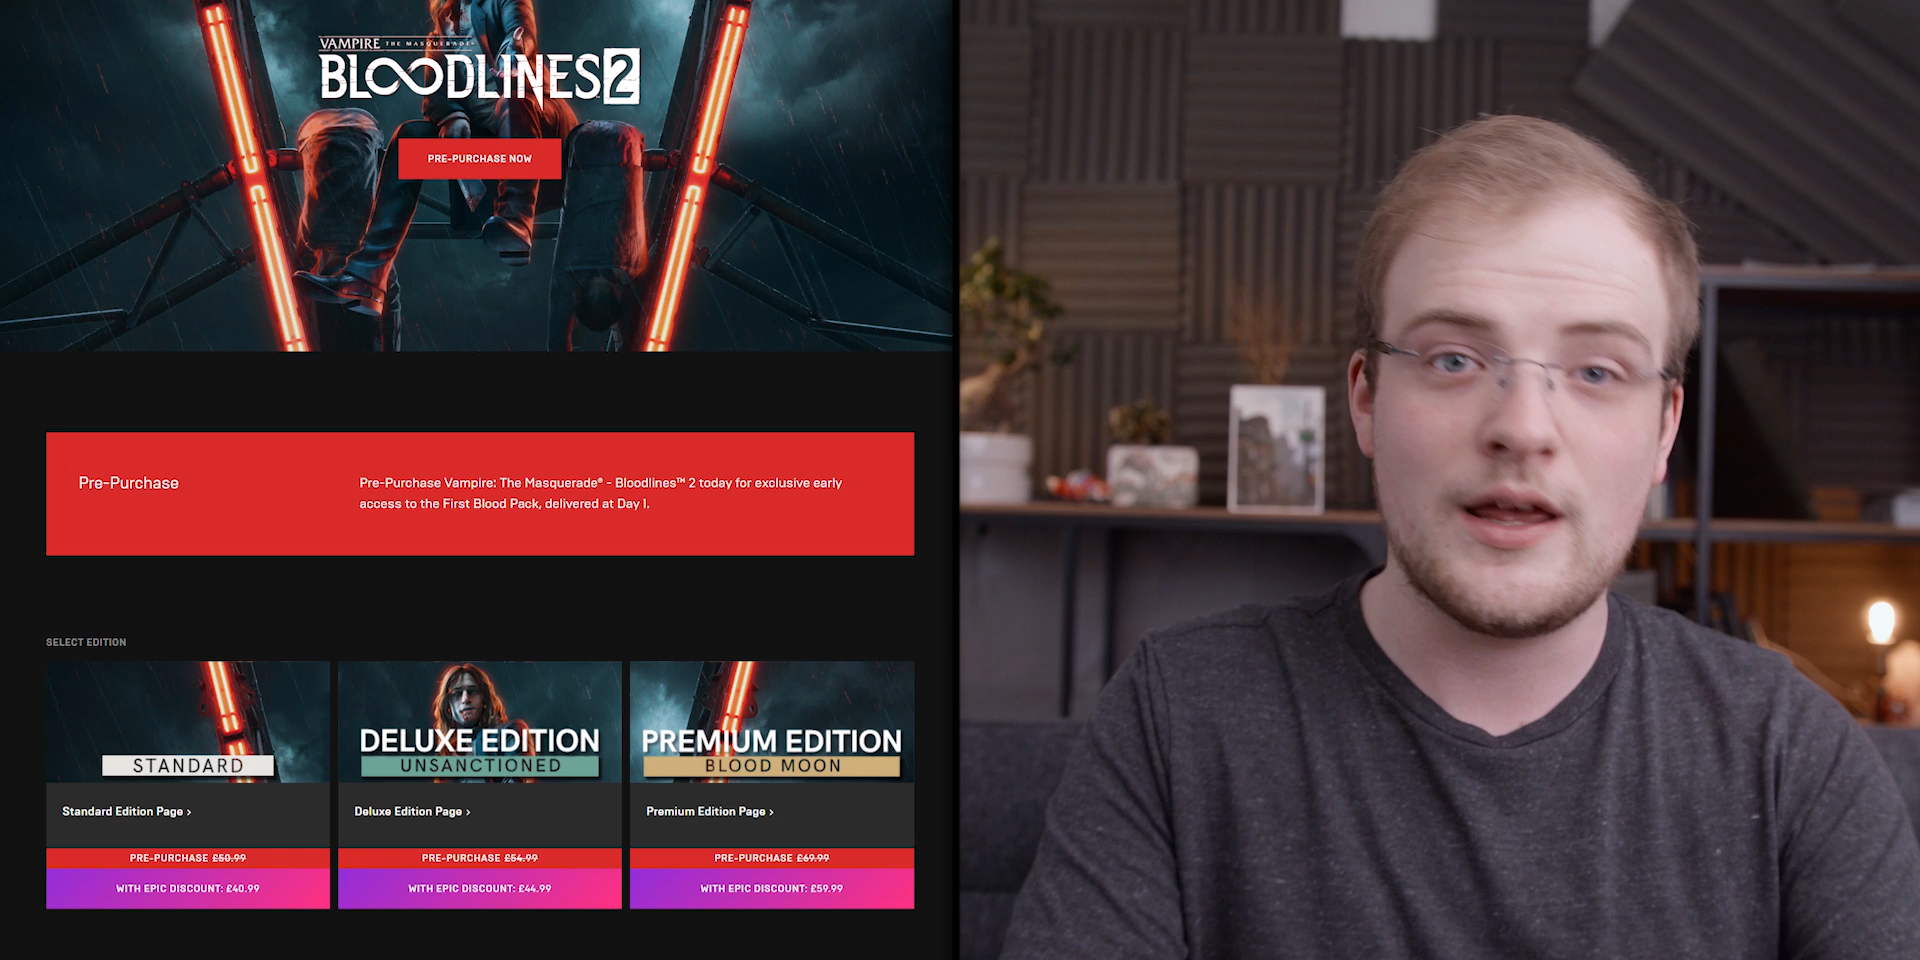 VAMPIRE THE MASQUERADE
BLOODLINES 2
PRE-PURCHASE NOW
Pre-Purchase
Pre-Purchase Vampire: The Masquerade® - Bloodlines™ 2 today for exclusive early
access to the First Blood Pack, delivered at Day 1.
SELECT EDITION
STANDARD
Standard Edition Page ›
PRE-PURCHASE £50.99
WITH EPIC DISCOUNT: £40.99
DELUXE EDITION
UNSANCTIONED
Deluxe Edition Page ›
PRE-PURCHASE £54.99
WITH EPIC DISCOUNT: £44.99
PREMIUM EDITION
BLOOD MOON
Premium Edition Page ›
PRE-PURCHASE £69.99
WITH EPIC DISCOUNT: £59.99